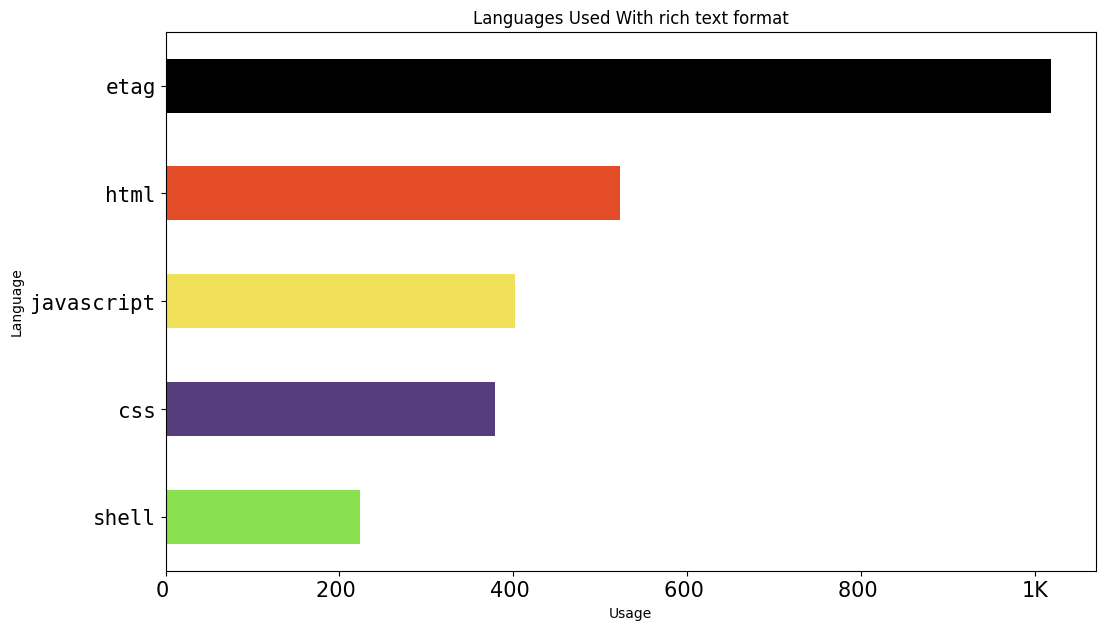 Languages Used With rich text format
etag
html
javascript
css
shell
Language
0 200 400 600 800 1K
Usage